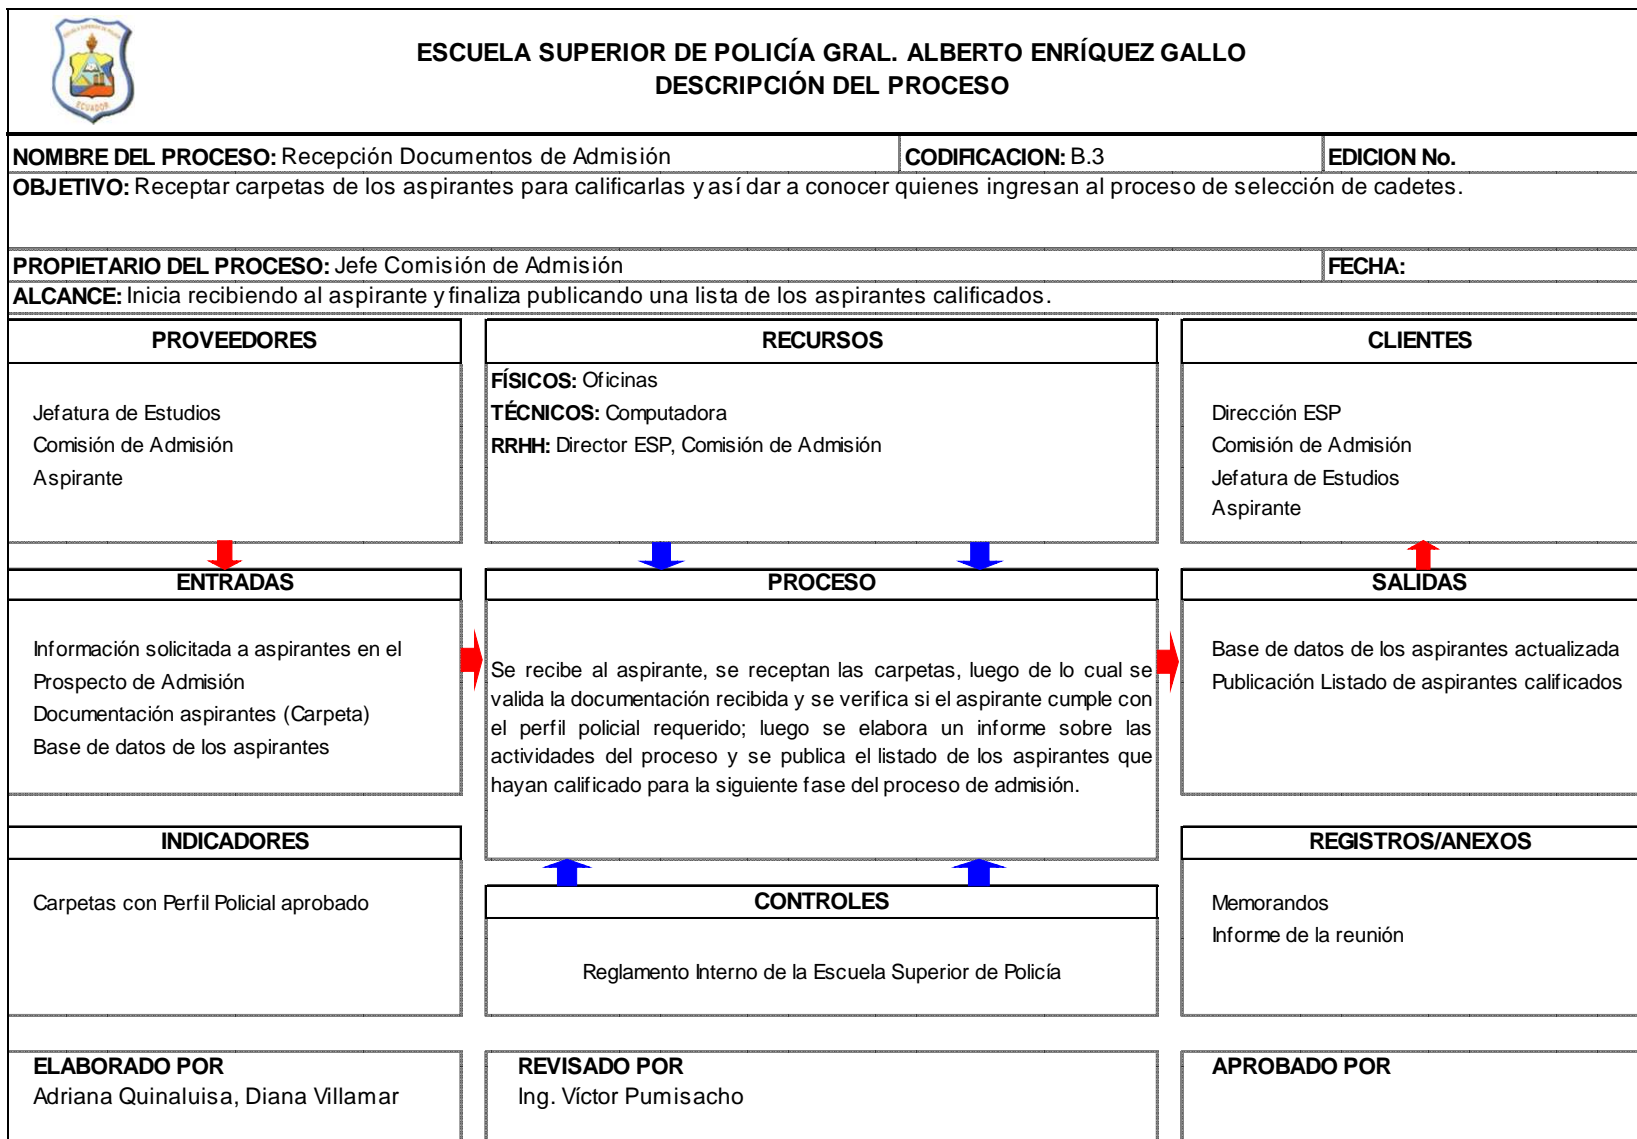 ESCUELA SUPERIOR DE POLICÍA GRAL. ALBERTO ENRÍQUEZ GALLO
DESCRIPCIÓN DEL PROCESO
ECUADOR
NOMBRE DEL PROCESO: Recepción Documentos de Admisión
CODIFICACION: B.3
EDICION No.
OBJETIVO: Receptar carpetas de los aspirantes para calificarlas y así dar a conocer quienes ingresan al proceso de selección de cadetes.
PROPIETARIO DEL PROCESO: Jefe Comisión de Admisión
FECHA:
ALCANCE: Inicia recibiendo al aspirante y finaliza publicando una lista de los aspirantes calificados.
PROVEEDORES
Jefatura de Estudios
Comisión de Admisión
Aspirante
RECURSOS
FÍSICOS: Oficinas
TÉCNICOS: Computadora
RRHH: Director ESP, Comisión de Admisión
CLIENTES
Dirección ESP
Comisión de Admisión
Jefatura de Estudios
Aspirante
ENTRADAS
Información solicitada a aspirantes en el
Prospecto de Admisión
Documentación aspirantes (Carpeta)
Base de datos de los aspirantes
PROCESO
Se recibe al aspirante, se receptan las carpetas, luego de lo cual se
valida la documentación recibida y se verifica si el aspirante cumple con
el perfil policial requerido; luego se elabora un informe sobre las
actividades del proceso y se publica el listado de los aspirantes que
hayan calificado para la siguiente fase del proceso de admisión.
SALIDAS
Base de datos de los aspirantes actualizada
Publicación Listado de aspirantes calificados
INDICADORES
Carpetas con Perfil Policial aprobado
CONTROLES
Reglamento Interno de la Escuela Superior de Policía
REGISTROS/ANEXOS
Memorandos
Informe de la reunión
ELABORADO POR
Adriana Quinaluisa, Diana Villamar
REVISADO POR
Ing. Víctor Pumisacho
APROBADO POR